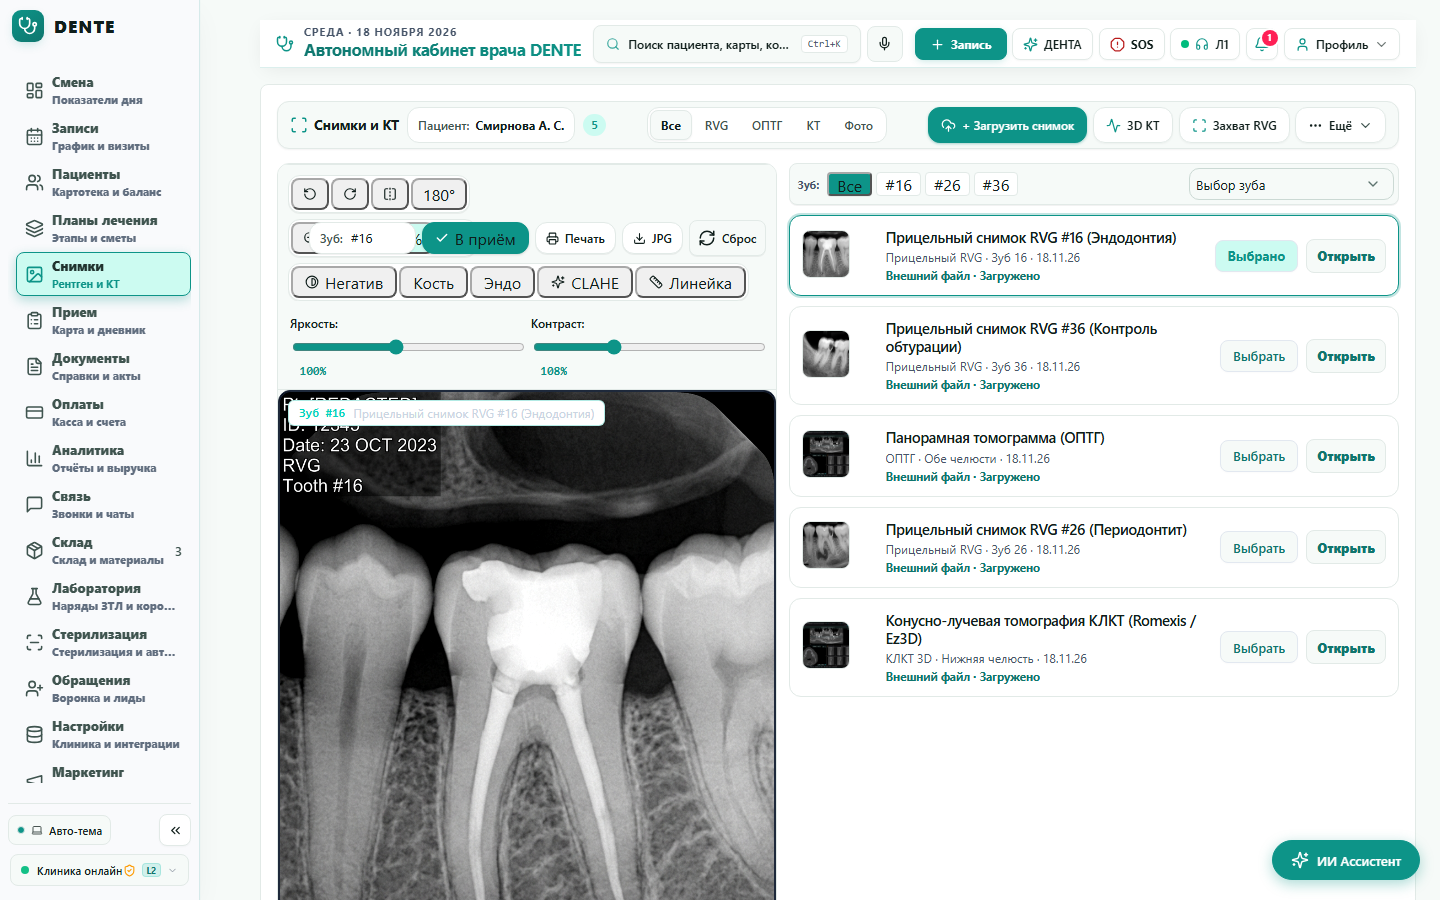 DENTE
Смена
Показатели дня
Записи
График и визиты
Пациенты
Картотека и баланс
Планы лечения
Этапы и сметы
Снимки
Рентген и КТ
Прием
Карта и дневник
Документы
Справки и акты
Оплаты
Касса и счета
Аналитика
Отчёты и выручка
Связь
Звонки и чаты
Склад
Склад и материалы
3
Лаборатория
Наряды ЗТЛ и коро...
Стерилизация
Стерилизация и авт...
Обращения
Воронка и лиды
Настройки
Клиника и интеграции
Маркетинг
Авто-тема
Клиника онлайн L2
СРЕДА · 18 НОЯБРЯ 2026
Автономный кабинет врача DENTE
Поиск пациента, карты, ко... Ctrl+K
Запись
ДЕНТА
SOS
Л1
1
Профиль
Снимки и КТ
Пациент: Смирнова А. С.
5
Все RVG ОПТГ КТ Фото
+ Загрузить снимок
3D КТ
Захват RVG
Ещё
180°
Зуб: #16
%
В приём
Печать
JPG
Сброс
Негатив
Кость
Эндо
CLAHE
Линейка
Яркость:
100%
Контраст:
108%
Зуб #16 Прицельный снимок RVG #16 (Эндодонтия)
ID: 12345
Date: 23 OCT 2023
RVG
Tooth #16
Зуб: Все #16 #26 #36
Выбор зуба
Прицельный снимок RVG #16 (Эндодонтия)
Прицельный RVG · Зуб 16 · 18.11.26
Внешний файл · Загружено
Выбрано Открыть
Прицельный снимок RVG #36 (Контроль
обтурации)
Прицельный RVG · Зуб 36 · 18.11.26
Внешний файл · Загружено
Выбрать Открыть
Панорамная томограмма (ОПТГ)
ОПТГ · Обе челюсти · 18.11.26
Внешний файл · Загружено
Выбрать Открыть
Прицельный снимок RVG #26 (Периодонтит)
Прицельный RVG · Зуб 26 · 18.11.26
Внешний файл · Загружено
Выбрать Открыть
Конусно-лучевая томография КЛКТ (Romexis /
Ez3D)
КЛКТ 3D · Нижняя челюсть · 18.11.26
Внешний файл · Загружено
Выбрать Открыть
ИИ Ассистент